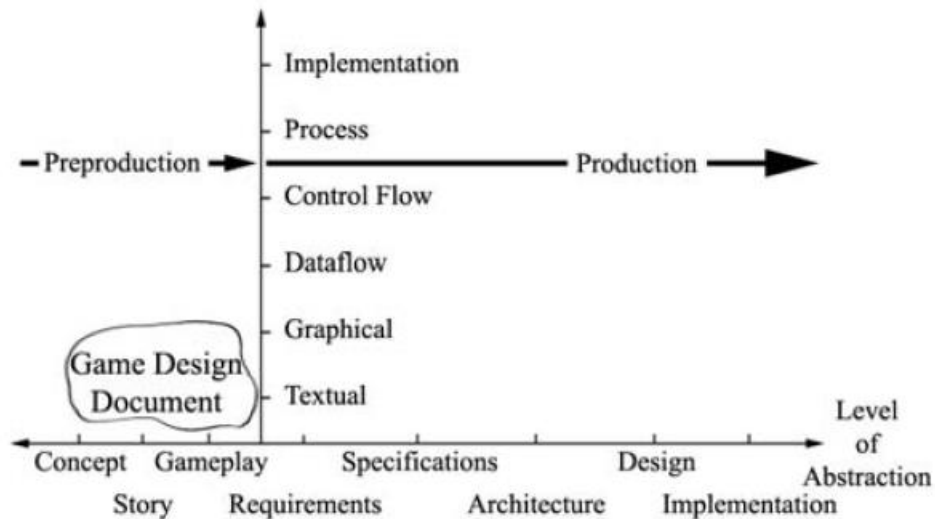 Implementation
Process
Preproduction
Production
Control Flow
Dataflow
Graphical
Game Design
Document
Textual
Level
of
Abstraction
Concept
Gameplay
Specifications
Design
Story
Requirements
Architecture
Implementation